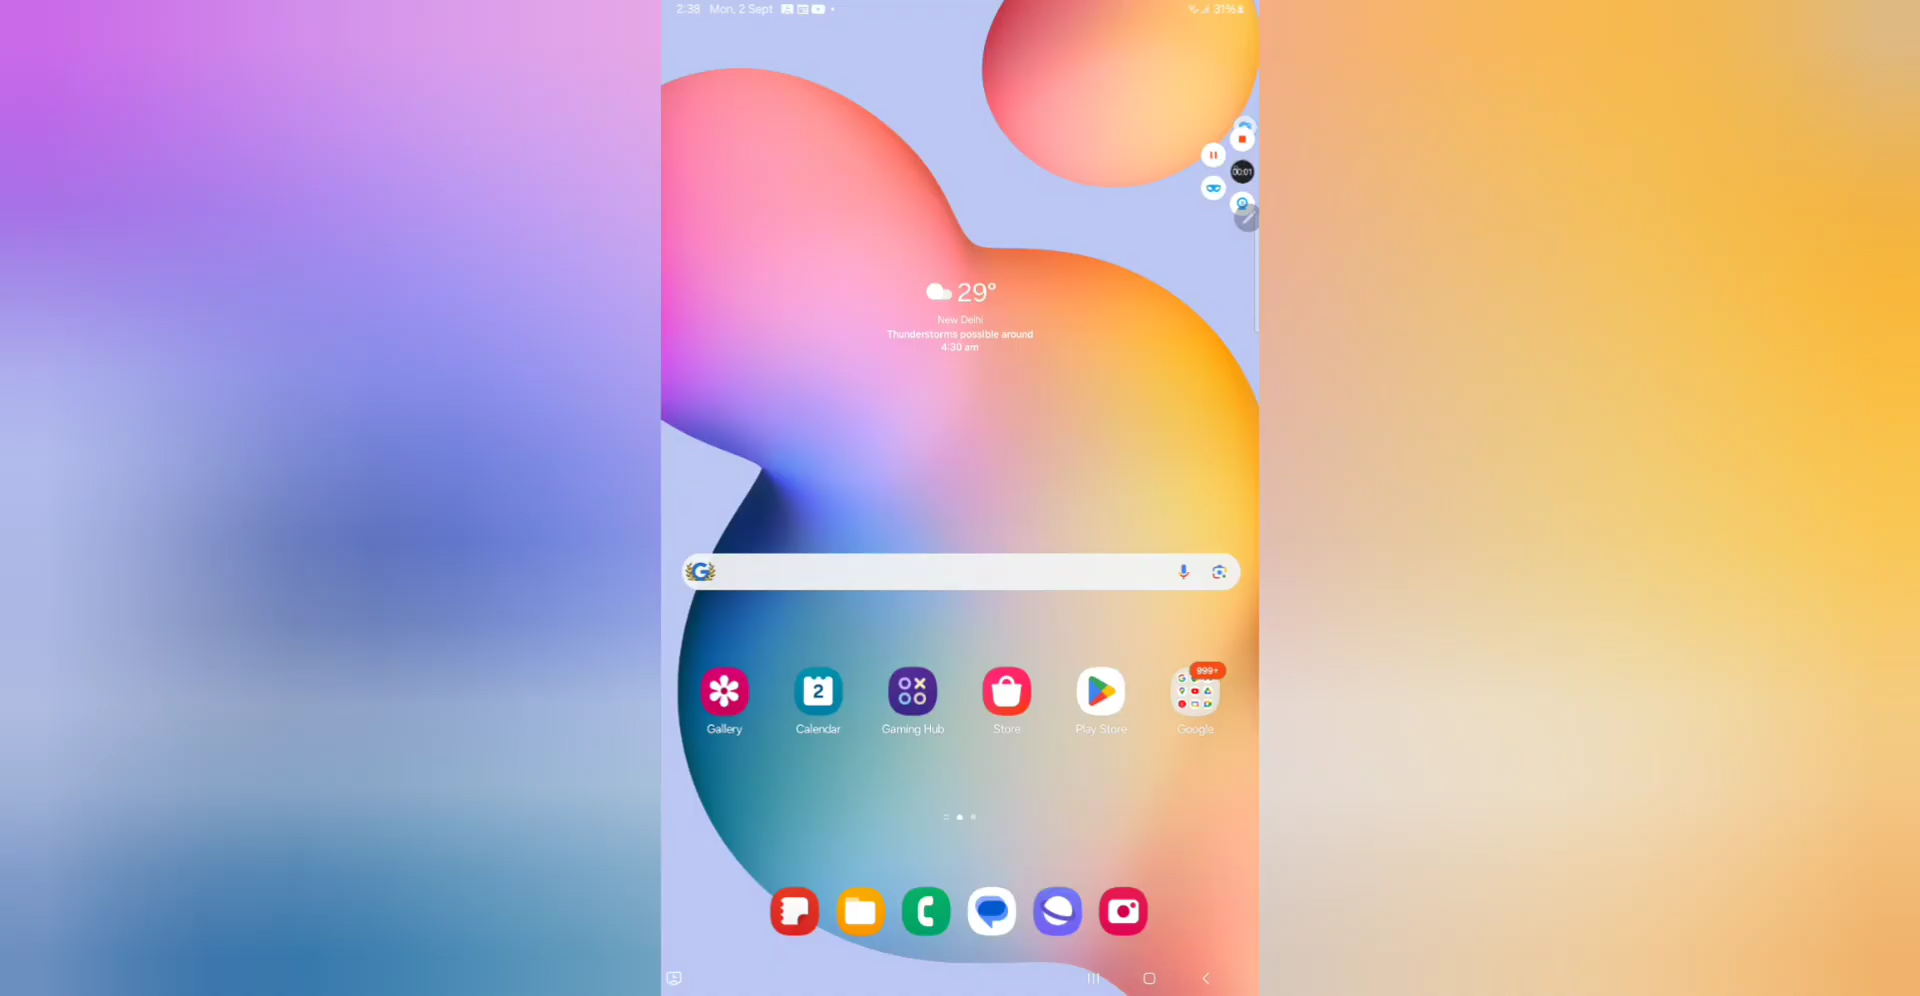 2:38 Mon, 2 Sept
31%
00:01
29°
New Delhi
Thunderstorms possible around
4:30 am
G
999+
2
Gallery
Calendar
Gaming Hub
Store
Play Store
Google